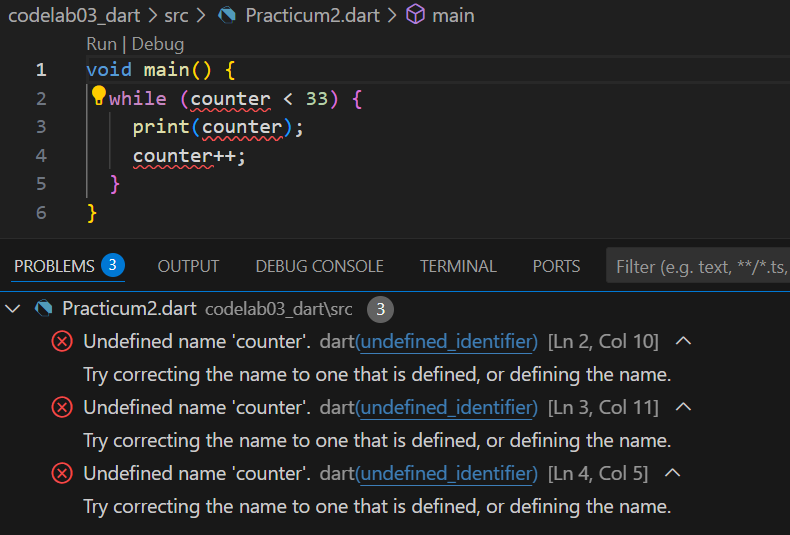 codelab03_dart > src > Practicum2.dart > main
Run | Debug
1 void main() {
2 while (counter < 33) {
3 print(counter);
4 counter++;
5 }
6 }
PROBLEMS 3 OUTPUT DEBUG CONSOLE TERMINAL PORTS Filter (e.g. text, **/*.ts,
Practicum2.dart codelab03_dart\src 3
Undefined name 'counter'. dart(undefined_identifier) [Ln 2, Col 10]
Try correcting the name to one that is defined, or defining the name.
Undefined name 'counter'. dart(undefined_identifier) [Ln 3, Col 11]
Try correcting the name to one that is defined, or defining the name.
Undefined name 'counter'. dart(undefined_identifier) [Ln 4, Col 5]
Try correcting the name to one that is defined, or defining the name.